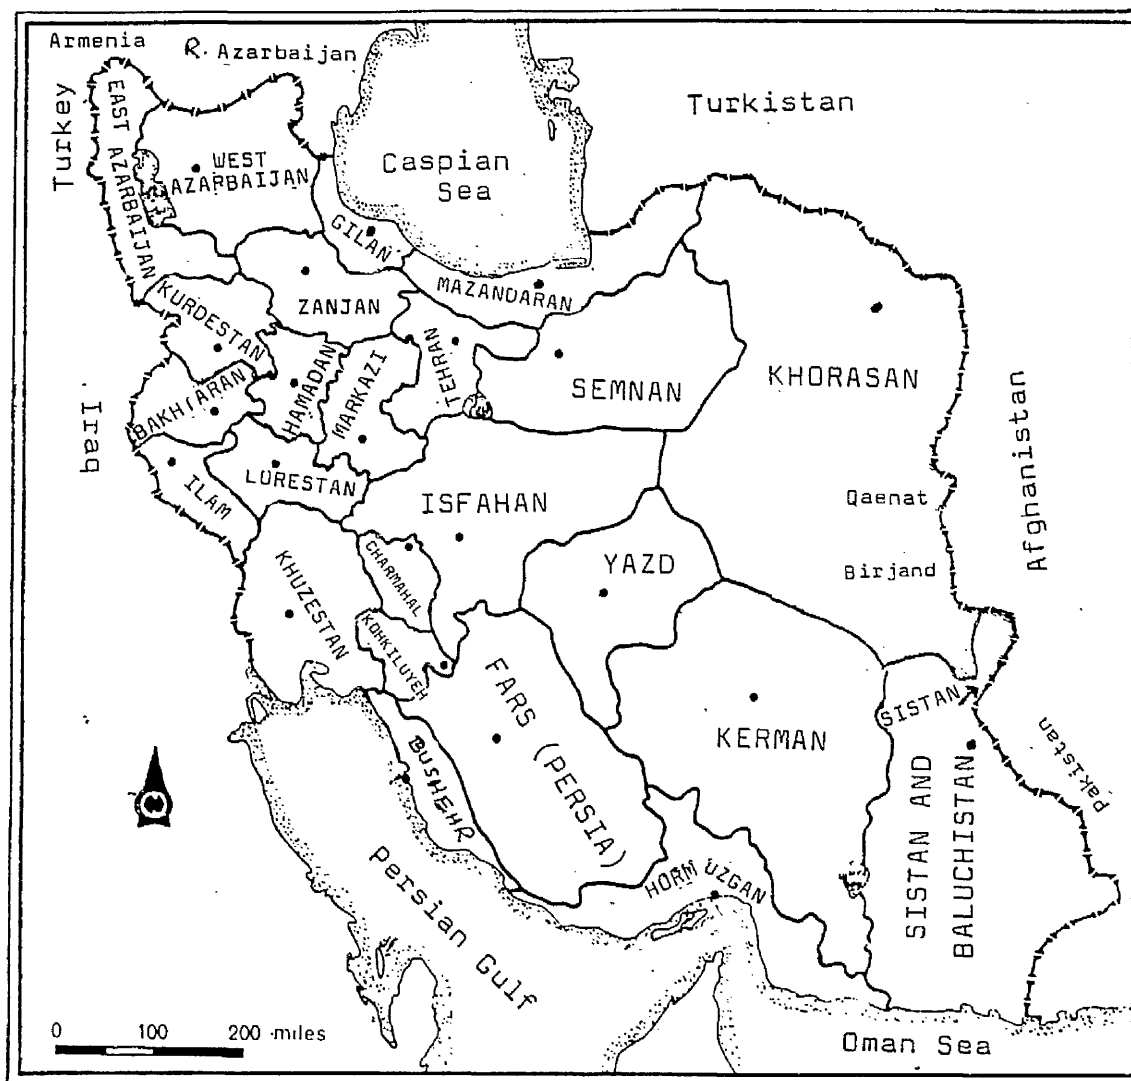 Armenia
R. Azarbaijan
Turkey
Turkistan
Caspian
Sea
EAST AZARBAIJAN
WEST
AZARBAIJAN
GILAN
MAZANDARAN
ZANJAN
KURDESTAN
TEHRAN
SEMNAN
KHORASAN
HAMADAN
MARKAZI
BAKHTARAN
Iraq
Afghanistan
ILAM
LORESTAN
ISFAHAN
Qaenat
YAZD
Birjand
CHARMAHAL
KHUZESTAN
KOHKILUYEH
FARS (PERSIA)
KERMAN
SISTAN
Pakistan
BUSHEHR
SISTAN AND
BALUCHISTAN
HORMUZGAN
Persian Gulf
0 100 200 miles
Oman Sea